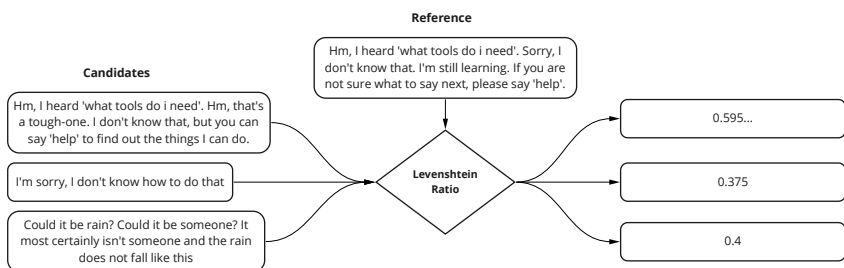 Reference
Hm, I heard 'what tools do i need'. Sorry, I
don't know that. I'm still learning. If you are
not sure what to say next, please say 'help'.
Candidates
Hm, I heard 'what tools do i need'. Hm, that's
a tough-one. I don't know that, but you can
say 'help' to find out the things I can do.
I'm sorry, I don't know how to do that
Could it be rain? Could it be someone? It
most certainly isn't someone and the rain
does not fall like this
Levenshtein
Ratio
0.595...
0.375
0.4